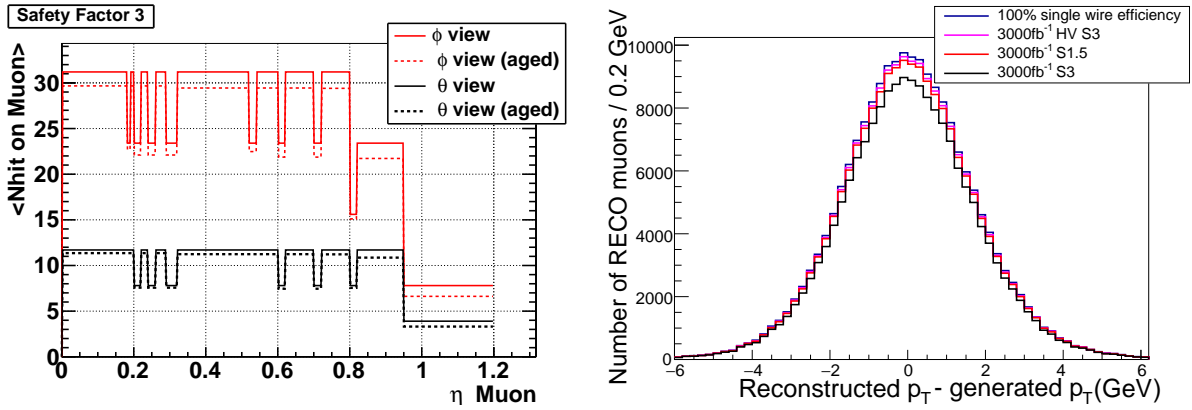 Safety Factor 3
<Nhit on Muon>
30
25
20
15
10
5
0
ϕ view
ϕ view (aged)
θ view
θ view (aged)
0 0.2 0.4 0.6 0.8 1 1.2
η Muon
Number of RECO muons / 0.2 GeV
10000
8000
6000
4000
2000
0
100% single wire efficiency
3000fb⁻¹ HV S3
3000fb⁻¹ S1.5
3000fb⁻¹ S3
−6 −4 −2 0 2 4 6
Reconstructed p_T - generated p_T(GeV)